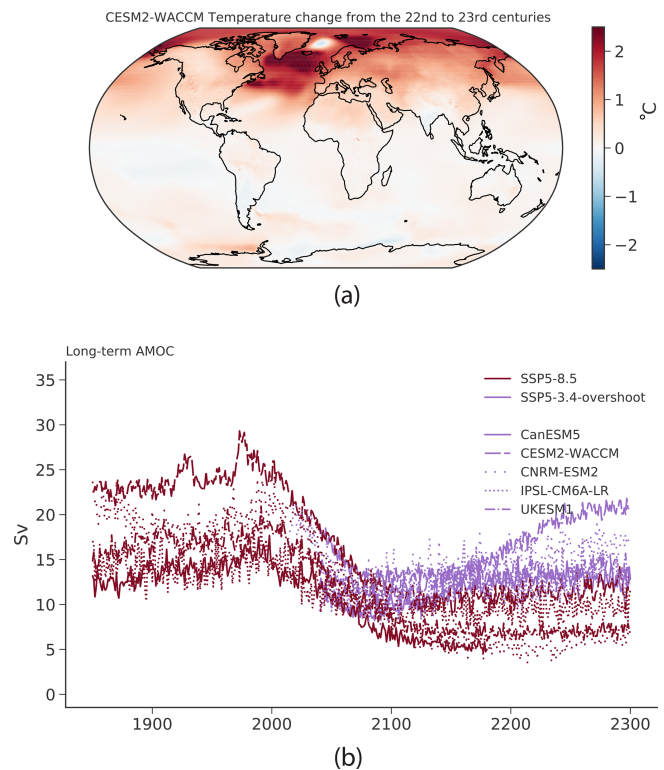 CESM2-WACCM Temperature change from the 22nd to 23rd centuries
2
1
0
−1
−2
°C
(a)
Long-term AMOC
35
30
25
20
15
10
5
0
Sv
SSP5-8.5
SSP5-3.4-overshoot
CanESM5
CESM2-WACCM
CNRM-ESM2
IPSL-CM6A-LR
UKESM1
1900
2000
2100
2200
2300
(b)